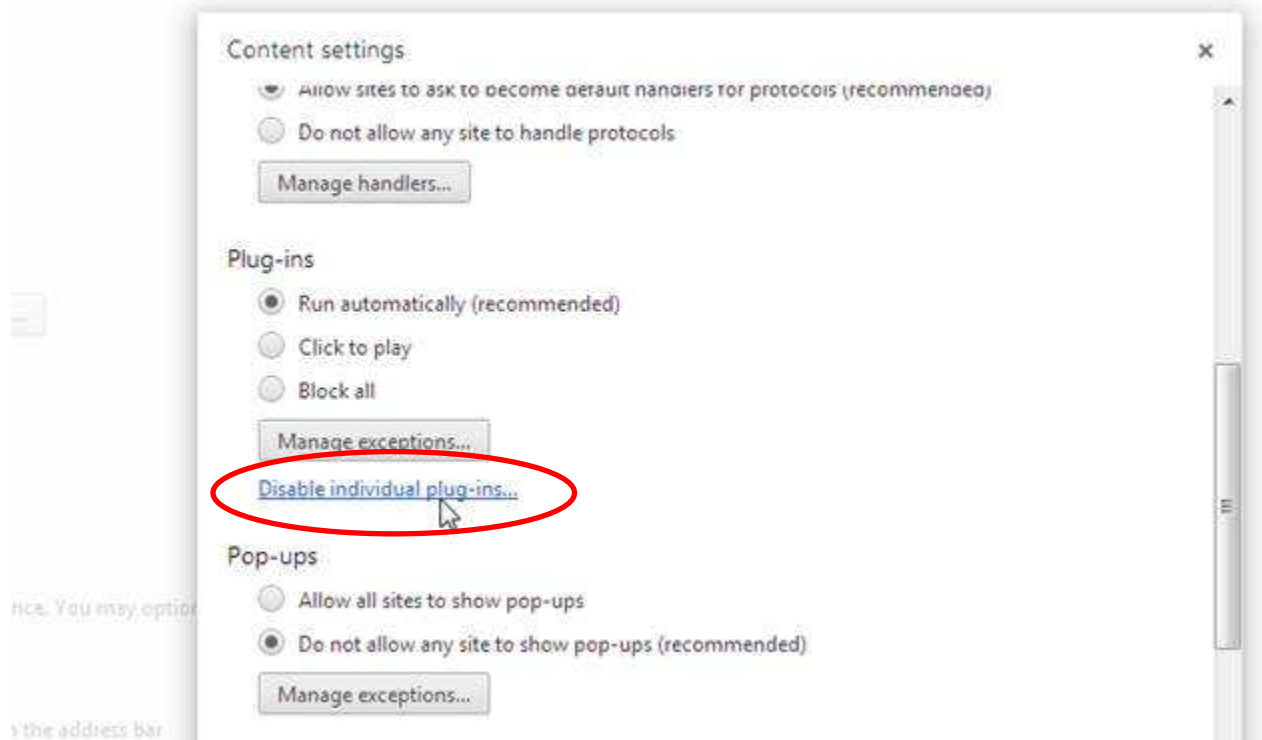 Content settings
×
Allow sites to ask to become default handlers for protocols (recommended)
Do not allow any site to handle protocols
Manage handlers...
Plug-ins
Run automatically (recommended)
Click to play
Block all
Manage exceptions...
Disable individual plug-ins...
Pop-ups
nce. You may option
Allow all sites to show pop-ups
Do not allow any site to show pop-ups (recommended)
Manage exceptions...
the address bar